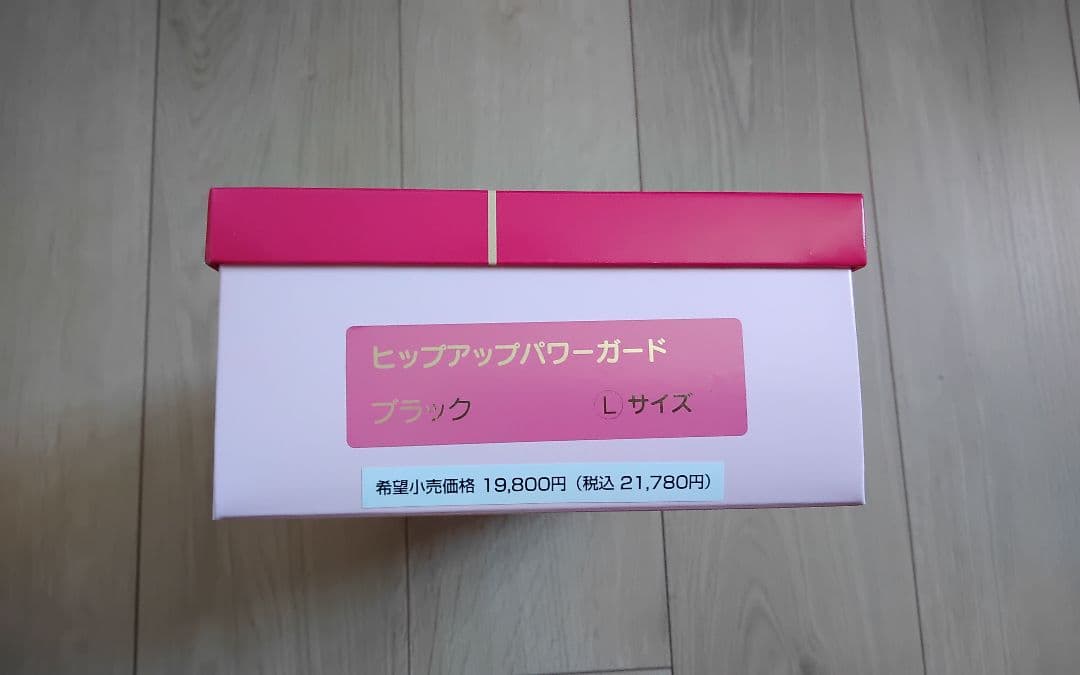 ヒップアップパワーガード
ブラック Ⓛサイズ
希望小売価格 19,800円（税込 21,780円）